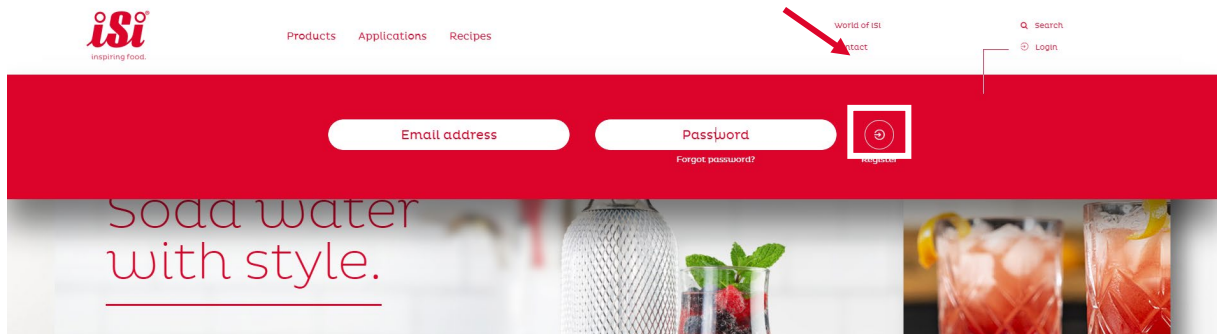 iSi
inspiring food.
Products Applications Recipes
World of iSi
Search
Login
Email address
Password
Forgot password?
Register
Soda water
with style.